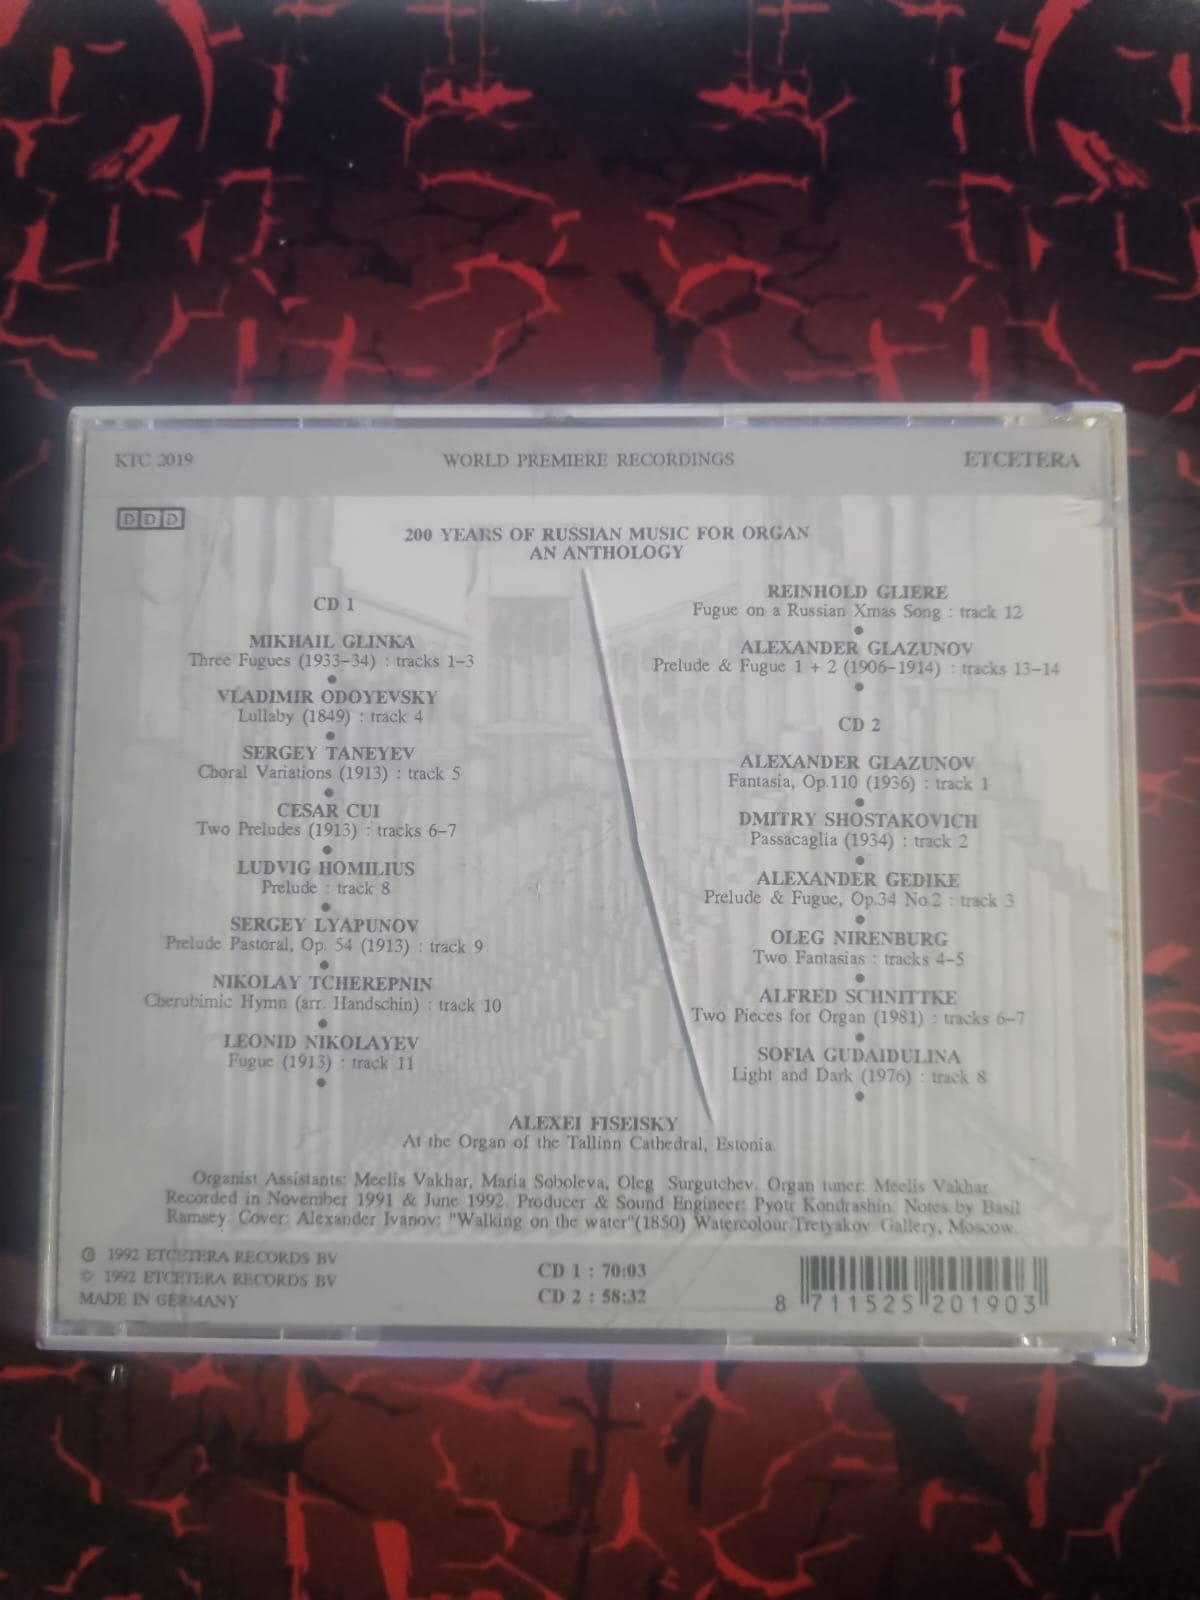 KTC 2019
WORLD PREMIERE RECORDINGS
ETCETERA
DDD
200 YEARS OF RUSSIAN MUSIC FOR ORGAN
AN ANTHOLOGY
CD 1
MIKHAIL GLINKA
Three Fugues (1933-34) : tracks 1-3
VLADIMIR ODOYEVSKY
Lullaby (1849) : track 4
SERGEY TANEYEV
Choral Variations (1913) : track 5
CESAR CUI
Two Preludes (1913) : tracks 6-7
LUDVIG HOMILIUS
Prelude : track 8
SERGEY LYAPUNOV
Prelude Pastoral, Op. 54 (1913) : track 9
NIKOLAY TCHEREPNIN
Cherubimic Hymn (arr. Handschin) : track 10
LEONID NIKOLAYEV
Fugue (1913) : track 11
REINHOLD GLIERE
Fugue on a Russian Xmas Song : track 12
ALEXANDER GLAZUNOV
Prelude & Fugue 1 + 2 (1906-1914) : tracks 13-14
CD 2
ALEXANDER GLAZUNOV
Fantasia, Op.110 (1936) : track 1
DMITRY SHOSTAKOVICH
Passacaglia (1934) : track 2
ALEXANDER GEDIKE
Prelude & Fugue, Op.34 No.2 : track 3
OLEG NIRENBURG
Two Fantasias : tracks 4-5
ALFRED SCHNITTKE
Two Pieces for Organ (1981) : tracks 6-7
SOFIA GUDAIDULINA
Light and Dark (1976) : track 8
ALEXEI FISEISKY
At the Organ of the Tallinn Cathedral, Estonia.
Organist Assistants: Meelis Vakhar, Maria Soboleva, Oleg Surgutchev. Organ tuner: Meelis Vakhar.
Recorded in November 1991 & June 1992. Producer & Sound Engineer: Pyotr Kondrashin. Notes by Basil
Ramsey. Cover: Alexander Ivanov: "Walking on the water"(1850) Watercolour.Tretyakov Gallery, Moscow.
℗ 1992 ETCETERA RECORDS BV
© 1992 ETCETERA RECORDS BV
MADE IN GERMANY
CD 1 : 70:03
CD 2 : 58:32
8 711525 201903